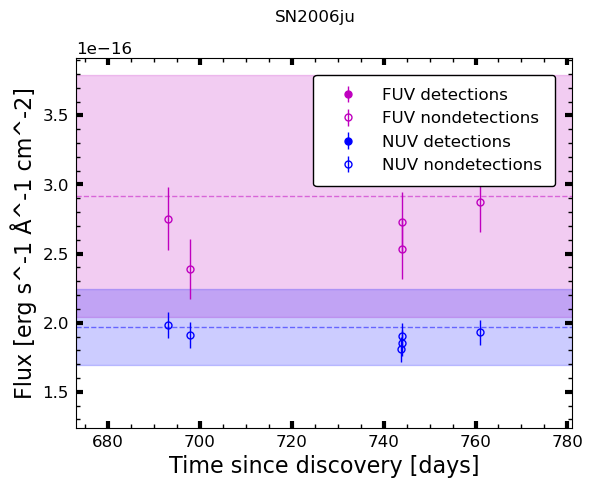 SN2006ju
1e−16
FUV detections
FUV nondetections
NUV detections
NUV nondetections
3.5
3.0
2.5
2.0
1.5
Flux [erg s^-1 Å^-1 cm^-2]
680
700
720
740
760
780
Time since discovery [days]